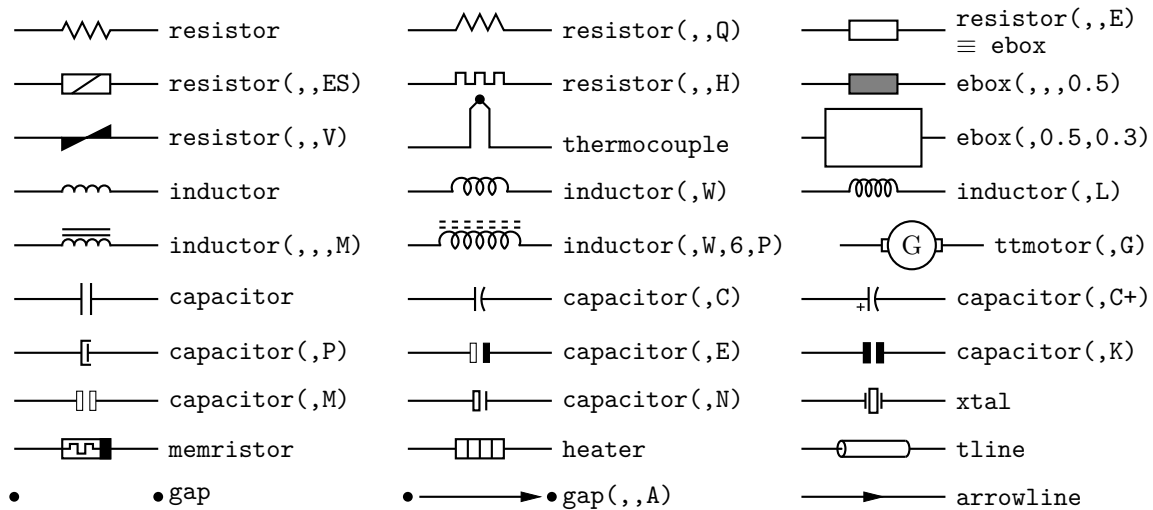 resistor
resistor(,,Q)
resistor(,,E)
≡ ebox
resistor(,,ES)
resistor(,,H)
ebox(,,,0.5)
resistor(,,V)
thermocouple
ebox(,0.5,0.3)
inductor
inductor(,W)
inductor(,L)
inductor(,,,M)
inductor(,W,6,P)
G
ttmotor(,G)
capacitor
capacitor(,C)
+
capacitor(,C+)
capacitor(,P)
capacitor(,E)
capacitor(,K)
capacitor(,M)
capacitor(,N)
xtal
memristor
heater
tline
gap
gap(,,A)
arrowline